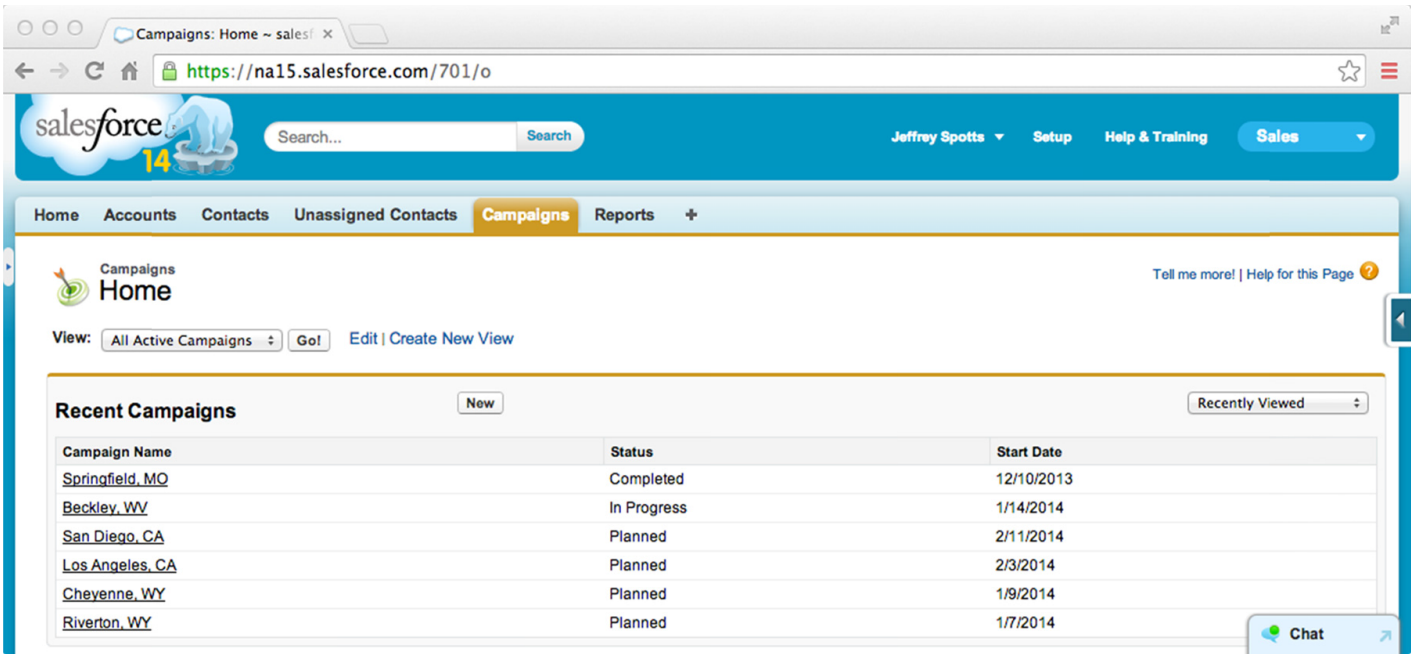 Campaigns: Home ~ salesf
https://na15.salesforce.com/701/o
salesforce
14
Search... Search Jeffrey Spotts Setup Help & Training Sales
Home Accounts Contacts Unassigned Contacts Campaigns Reports +
Campaigns
Home
Tell me more! | Help for this Page ?
View: All Active Campaigns Go! Edit | Create New View
Recent Campaigns New Recently Viewed
Campaign Name Status Start Date
Springfield, MO Completed 12/10/2013
Beckley, WV In Progress 1/14/2014
San Diego, CA Planned 2/11/2014
Los Angeles, CA Planned 2/3/2014
Cheyenne, WY Planned 1/9/2014
Riverton, WY Planned 1/7/2014
Chat